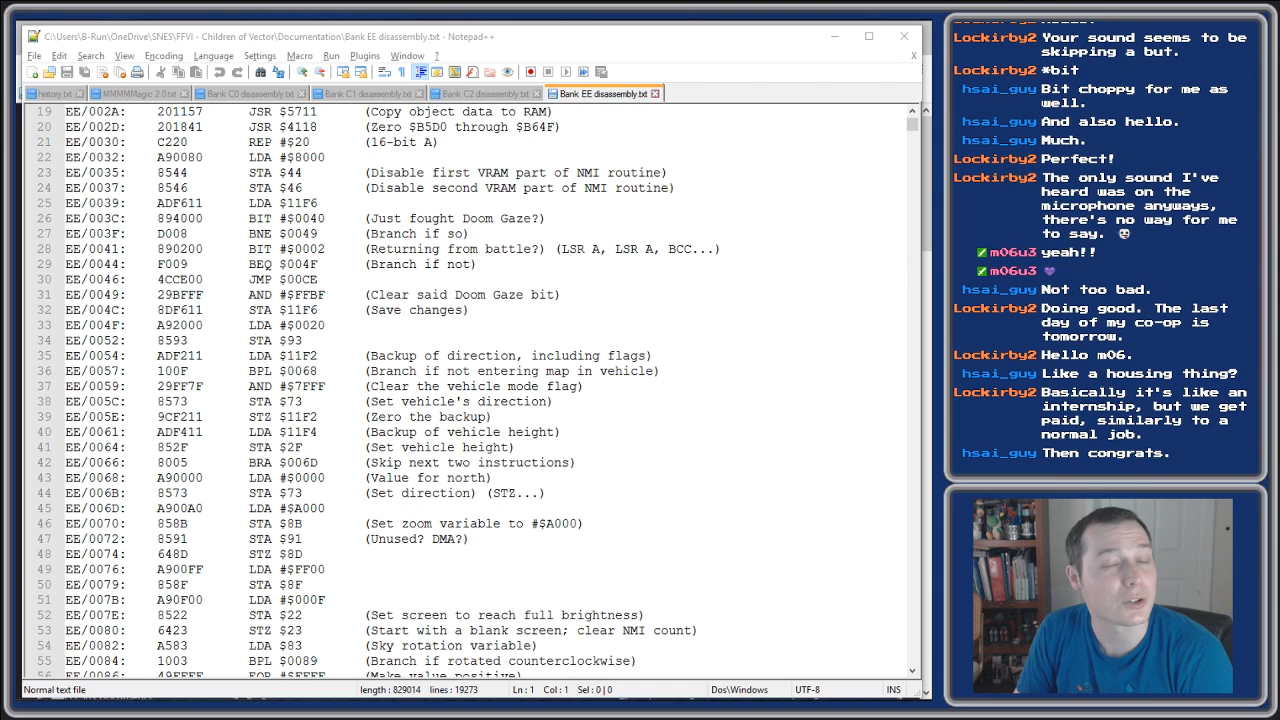 C:\Users\B-Run\OneDrive\SNES\FFVI - Children of Vector\Documentation\Bank EE disassembly.txt - Notepad++
File Edit Search View Encoding Language Settings Macro Run Plugins Window ?
history.txt MMMMMagic 2.0.txt Bank C0 disassembly.txt Bank C1 disassembly.txt Bank C2 disassembly.txt Bank EE disassembly.txt
19 EE/002A: 201157 JSR $5711 (Copy object data to RAM)
20 EE/002D: 201841 JSR $4118 (Zero $B5D0 through $B64F)
21 EE/0030: C220 REP #$20 (16-bit A)
22 EE/0032: A90080 LDA #$8000
23 EE/0035: 8544 STA $44 (Disable first VRAM part of NMI routine)
24 EE/0037: 8546 STA $46 (Disable second VRAM part of NMI routine)
25 EE/0039: ADF611 LDA $11F6
26 EE/003C: 894000 BIT #$0040 (Just fought Doom Gaze?)
27 EE/003F: D008 BNE $0049 (Branch if so)
28 EE/0041: 890200 BIT #$0002 (Returning from battle?) (LSR A, LSR A, BCC...)
29 EE/0044: F009 BEQ $004F (Branch if not)
30 EE/0046: 4CCE00 JMP $00CE
31 EE/0049: 29BFFF AND #$FFBF (Clear said Doom Gaze bit)
32 EE/004C: 8DF611 STA $11F6 (Save changes)
33 EE/004F: A92000 LDA #$0020
34 EE/0052: 8593 STA $93
35 EE/0054: ADF211 LDA $11F2 (Backup of direction, including flags)
36 EE/0057: 100F BPL $0068 (Branch if not entering map in vehicle)
37 EE/0059: 29FF7F AND #$7FFF (Clear the vehicle mode flag)
38 EE/005C: 8573 STA $73 (Set vehicle's direction)
39 EE/005E: 9CF211 STZ $11F2 (Zero the backup)
40 EE/0061: ADF411 LDA $11F4 (Backup of vehicle height)
41 EE/0064: 852F STA $2F (Set vehicle height)
42 EE/0066: 8005 BRA $006D (Skip next two instructions)
43 EE/0068: A90000 LDA #$0000 (Value for north)
44 EE/006B: 8573 STA $73 (Set direction) (STZ...)
45 EE/006D: A900A0 LDA #$A000
46 EE/0070: 858B STA $8B (Set zoom variable to #$A000)
47 EE/0072: 8591 STA $91 (Unused? DMA?)
48 EE/0074: 648D STZ $8D
49 EE/0076: A900FF LDA #$FF00
50 EE/0079: 858F STA $8F
51 EE/007B: A90F00 LDA #$000F
52 EE/007E: 8522 STA $22 (Set screen to reach full brightness)
53 EE/0080: 6423 STZ $23 (Start with a blank screen; clear NMI count)
54 EE/0082: A583 LDA $83 (Sky rotation variable)
55 EE/0084: 1003 BPL $0089 (Branch if rotated counterclockwise)
56 EE/0086: 49FFFF EOR #$FFFF (Make value positive)
Normal text file length : 829014 lines : 19273 Ln : 1 Col : 1 Sel : 0 | 0 Dos\Windows UTF-8 INS
Lockirby2 Your sound seems to
skipping a but.
Lockirby2 *bit
hsai_guy Bit choppy for me as
well.
hsai_guy And also hello.
hsai_guy Much.
Lockirby2 Perfect!
Lockirby2 The only sound I've
heard was on the
microphone anyways,
there's no way for me
to say.
m06u3 yeah!!
m06u3
hsai_guy Not too bad.
Lockirby2 Doing good. The last
day of my co-op is
tomorrow.
Lockirby2 Hello m06.
hsai_guy Like a housing thing?
Lockirby2 Basically it's like an
internship, but we get
paid, similarly to a
normal job.
hsai_guy Then congrats.